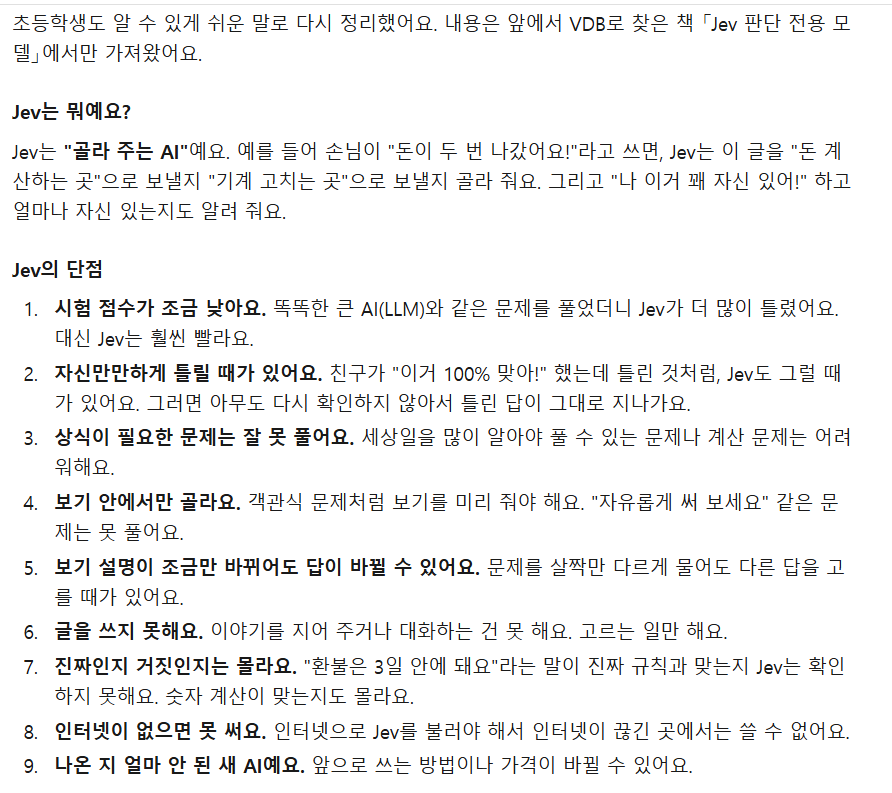 초등학생도 알 수 있게 쉬운 말로 다시 정리했어요. 내용은 앞에서 VDB로 찾은 책 「Jev 판단 전용 모
델」에서만 가져왔어요.
Jev는 뭐예요?
Jev는 "골라 주는 AI"예요. 예를 들어 손님이 "돈이 두 번 나갔어요!"라고 쓰면, Jev는 이 글을 "돈 계
산하는 곳"으로 보낼지 "기계 고치는 곳"으로 보낼지 골라 줘요. 그리고 "나 이거 꽤 자신 있어!" 하고
얼마나 자신 있는지도 알려 줘요.
Jev의 단점
1. 시험 점수가 조금 낮아요. 똑똑한 큰 AI(LLM)와 같은 문제를 풀었더니 Jev가 더 많이 틀렸어요.
대신 Jev는 훨씬 빨라요.
2. 자신만만하게 틀릴 때가 있어요. 친구가 "이거 100% 맞아!" 했는데 틀린 것처럼, Jev도 그럴 때
가 있어요. 그러면 아무도 다시 확인하지 않아서 틀린 답이 그대로 지나가요.
3. 상식이 필요한 문제는 잘 못 풀어요. 세상일을 많이 알아야 풀 수 있는 문제나 계산 문제는 어려
워해요.
4. 보기 안에서만 골라요. 객관식 문제처럼 보기를 미리 줘야 해요. "자유롭게 써 보세요" 같은 문
제는 못 풀어요.
5. 보기 설명이 조금만 바뀌어도 답이 바뀔 수 있어요. 문제를 살짝만 다르게 물어도 다른 답을 고
를 때가 있어요.
6. 글을 쓰지 못해요. 이야기를 지어 주거나 대화하는 건 못 해요. 고르는 일만 해요.
7. 진짜인지 거짓인지는 몰라요. "환불은 3일 안에 돼요"라는 말이 진짜 규칙과 맞는지 Jev는 확인
하지 못해요. 숫자 계산이 맞는지도 몰라요.
8. 인터넷이 없으면 못 써요. 인터넷으로 Jev를 불러야 해서 인터넷이 끊긴 곳에서는 쓸 수 없어요.
9. 나온 지 얼마 안 된 새 AI예요. 앞으로 쓰는 방법이나 가격이 바뀔 수 있어요.